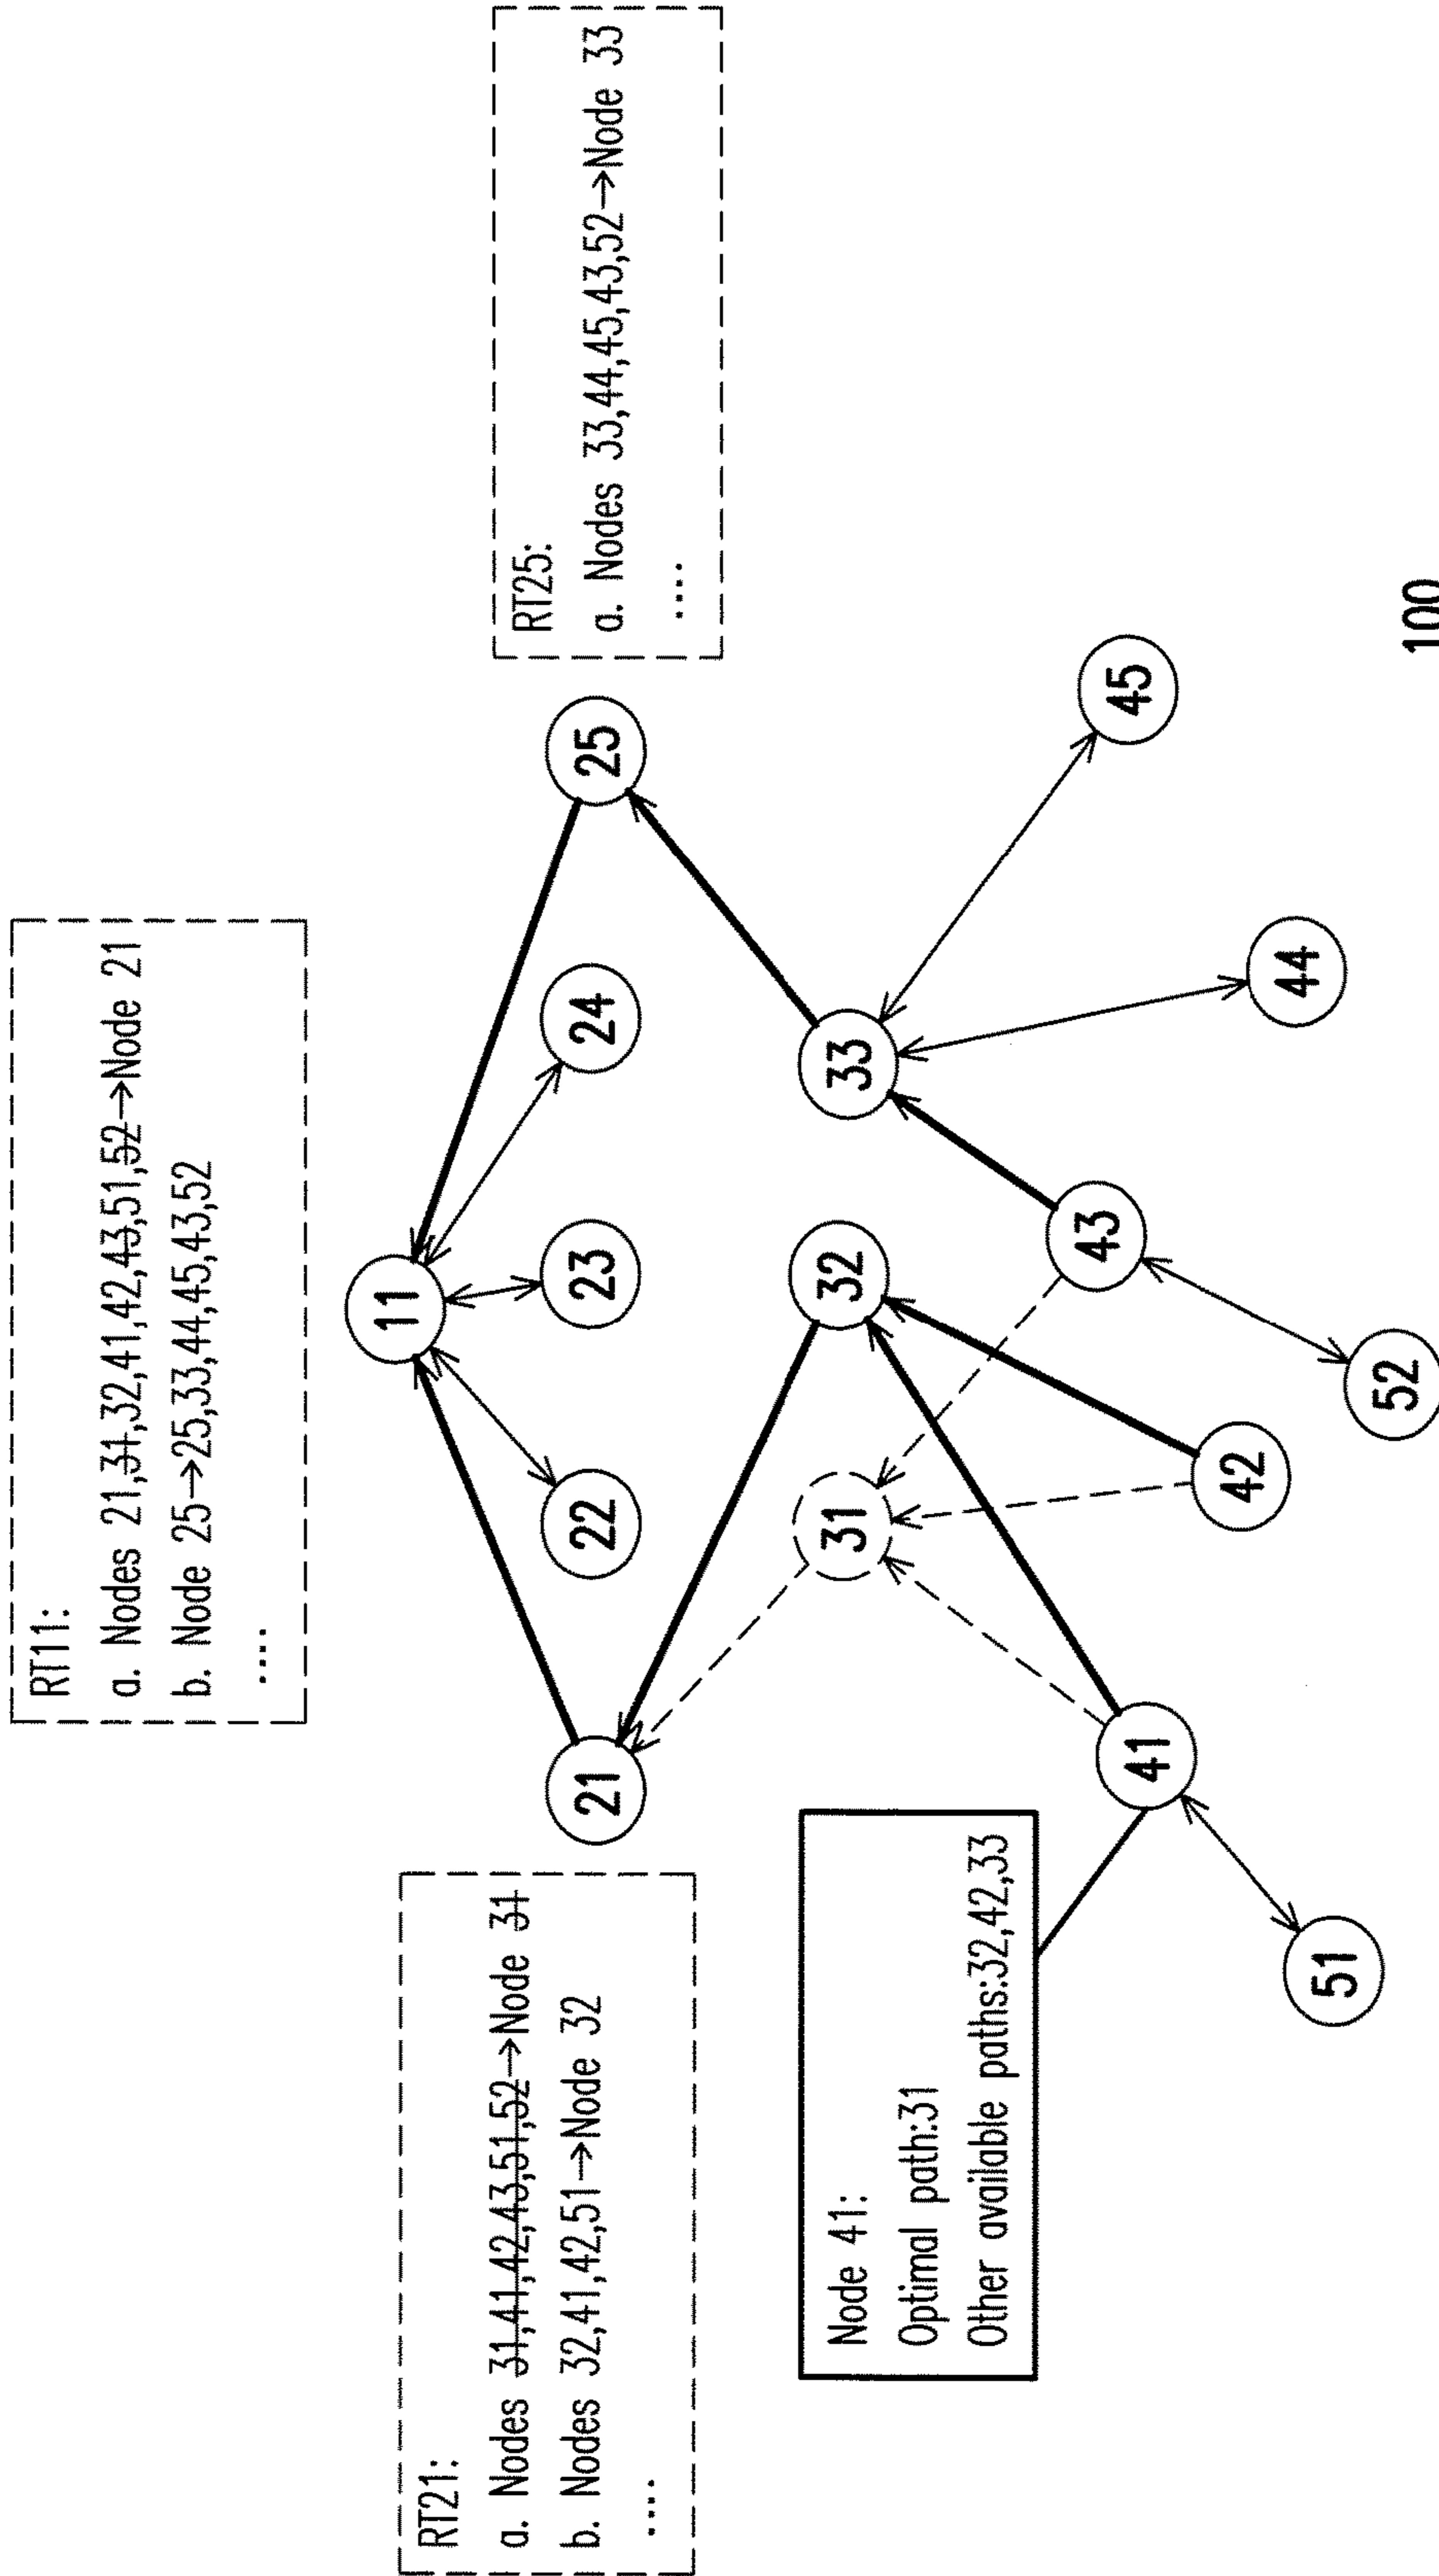 RT11:
a. Nodes 21,31,32,41,42,43,51,52→Node 21
b. Node 25→25,33,44,45,43,52
....
RT21:
a. Nodes 31,41,42,43,51,52→Node 31
b. Nodes 32,41,42,51→Node 32
....
RT25:
a. Nodes 33,44,45,43,52→Node 33
....
11
21
22
23
24
25
Node 41:
Optimal path:31
Other available paths:32,42,33
31
32
33
41
42
43
44
45
51
52
100